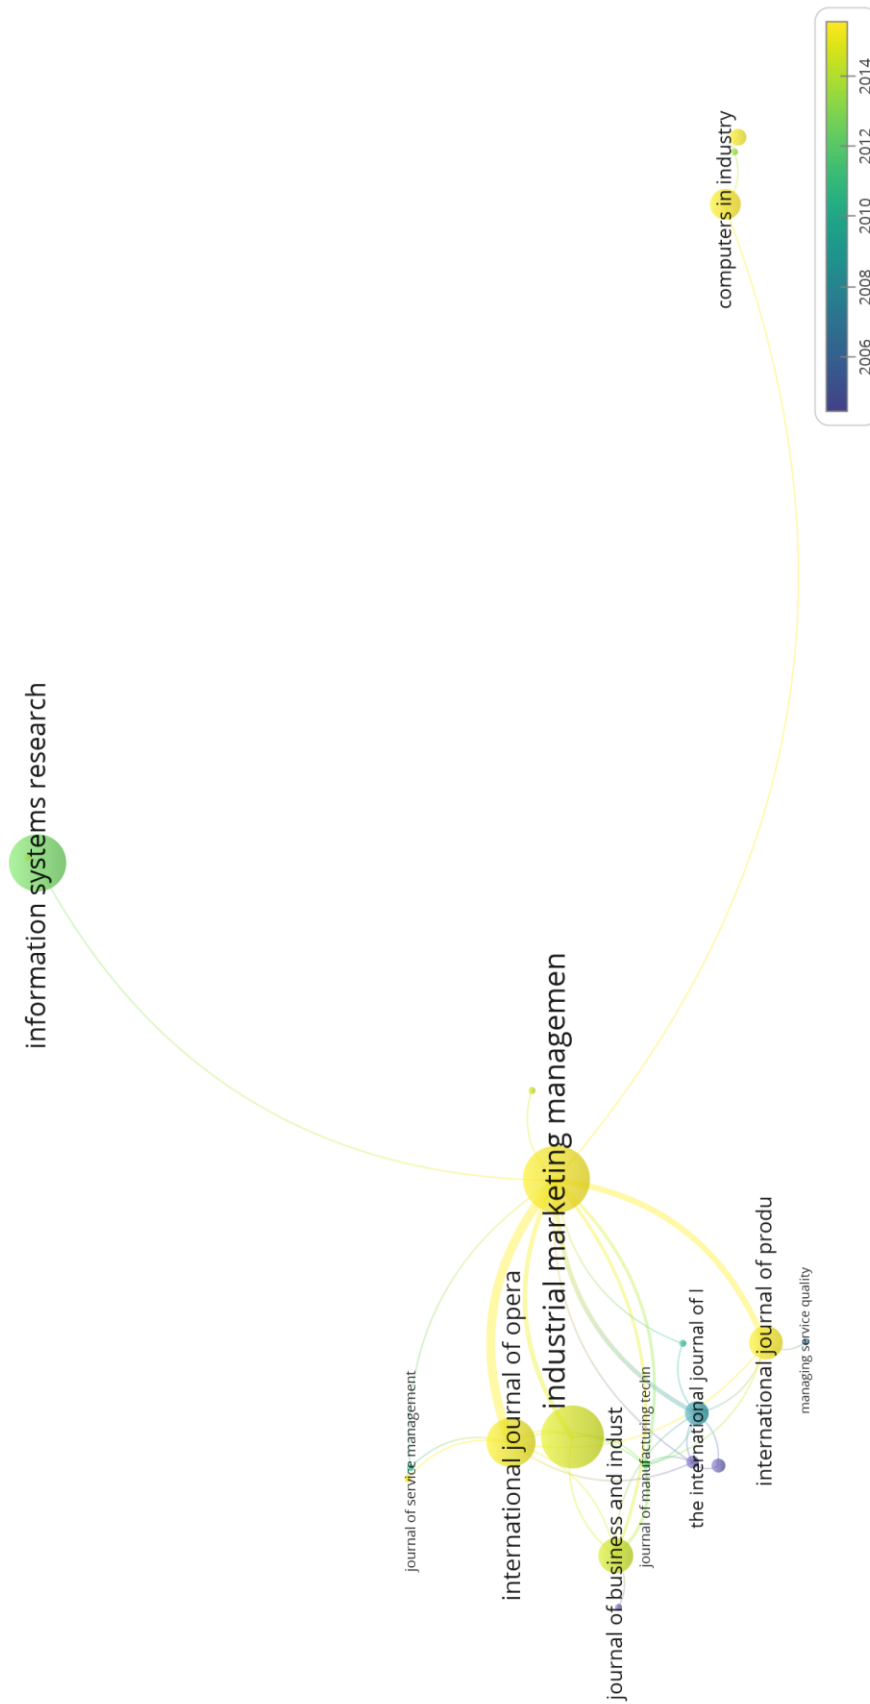 information systems research
journal of service management
international journal of opera
industrial marketing managemen
journal of business and indust
journal of manufacturing techn
the international journal of l
computers in industry
international journal of produ
managing service quality
2006
2008
2010
2012
2014